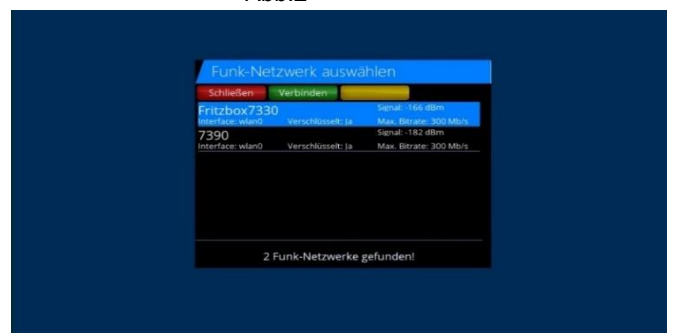 Funk-Netzwerk auswählen
Schließen Verbinden
Fritzbox7330 Signal: -166 dBm
Interface: wlan0 Verschlüsselt: Ja Max. Bitrate: 300 Mb/s
7390 Signal: -182 dBm
Interface: wlan0 Verschlüsselt: Ja Max. Bitrate: 300 Mb/s
2 Funk-Netzwerke gefunden!